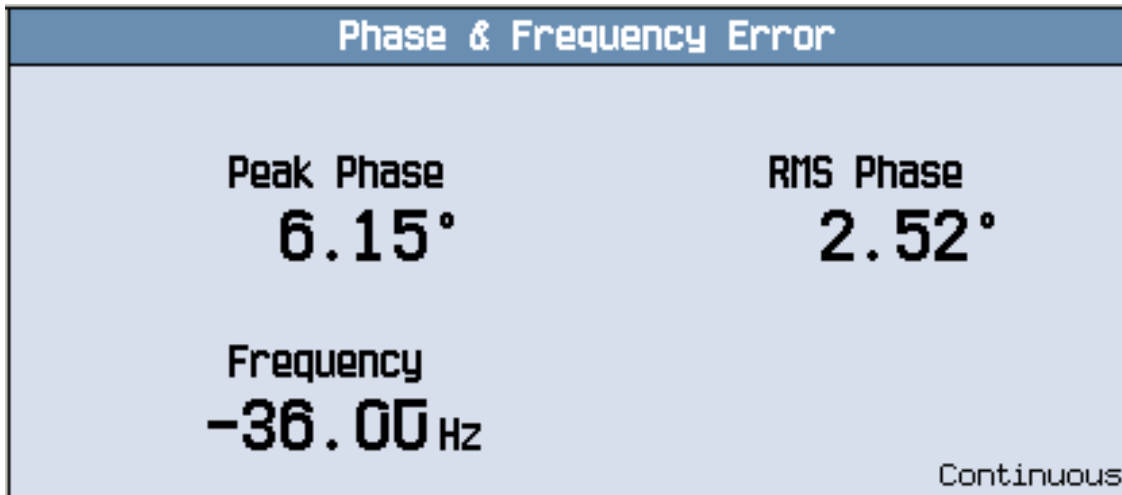 Phase & Frequency Error
Peak Phase
6.15°
RMS Phase
2.52°
Frequency
-36.00 Hz
Continuous